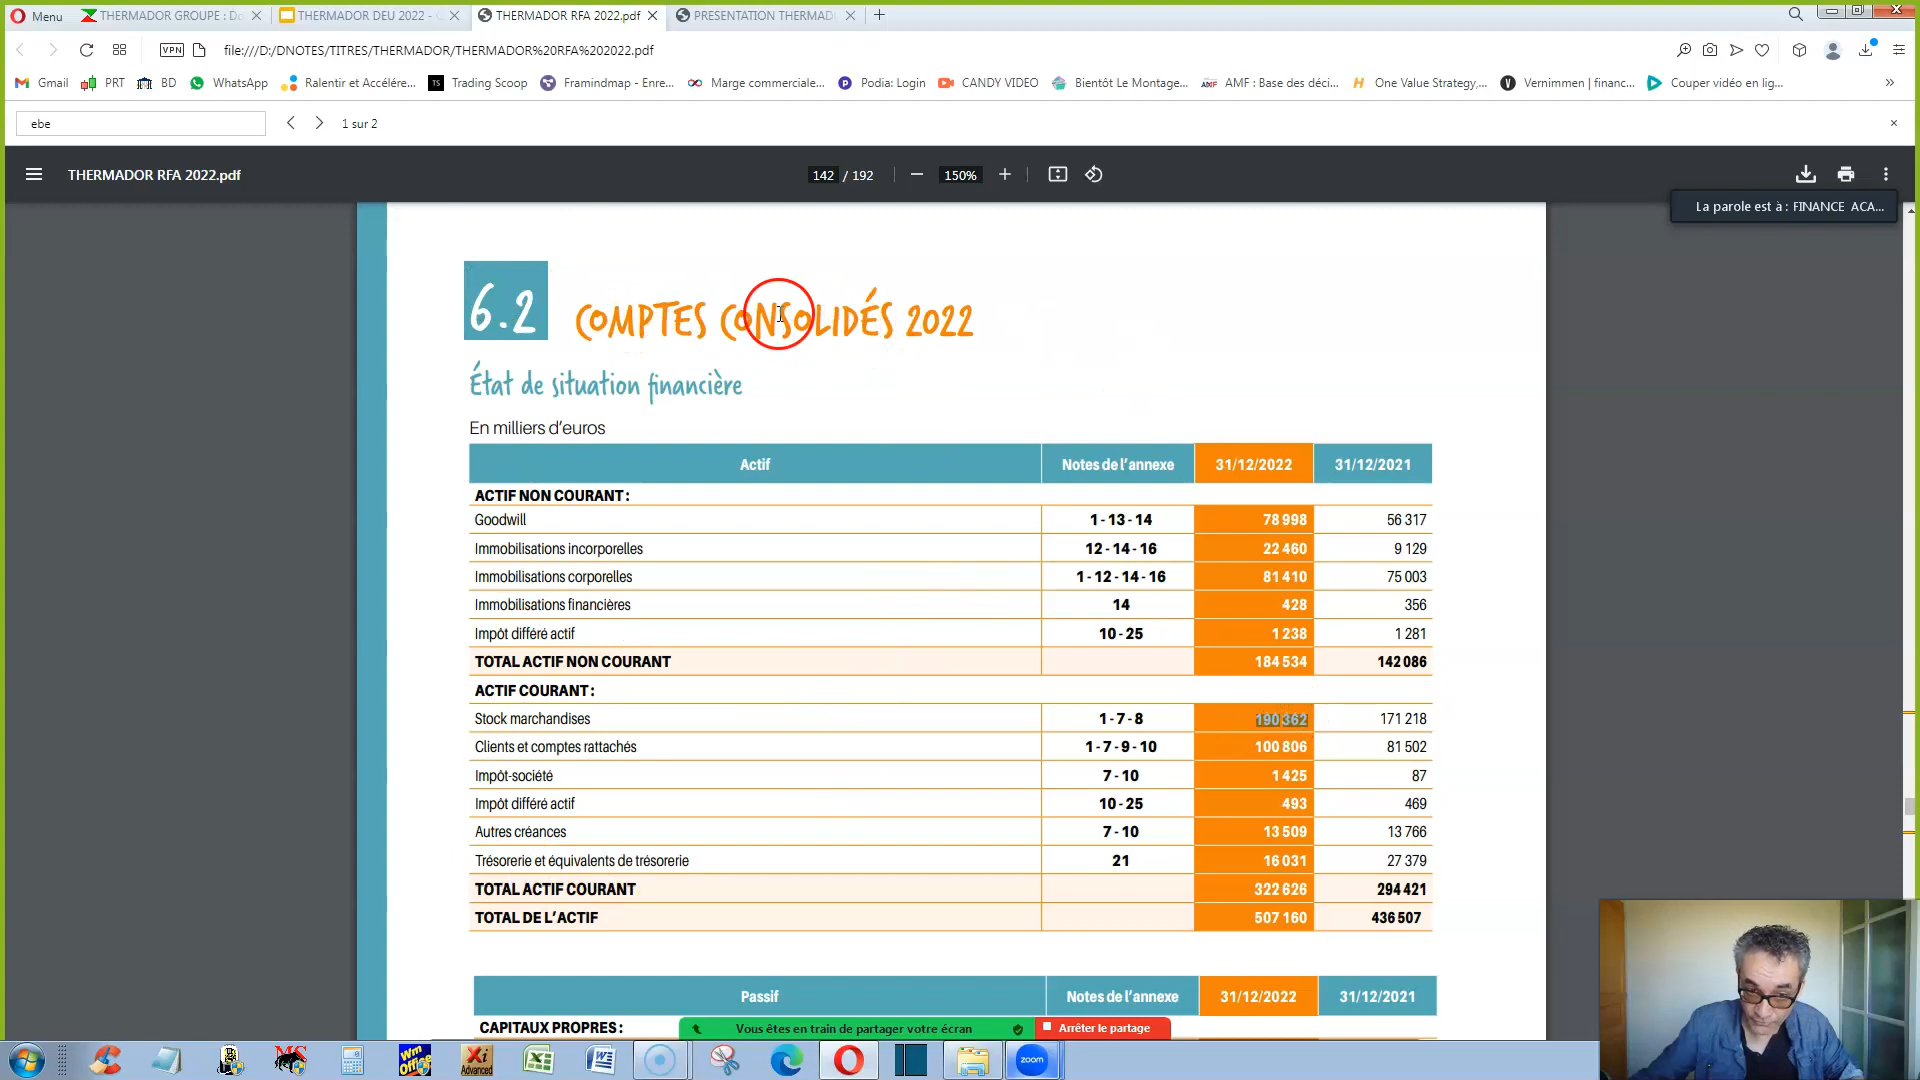 Menu
THERMADOR GROUPE : Do
THERMADOR DEU 2022 -
THERMADOR RFA 2022.pdf
PRESENTATION THERMAD
VPN
file:///D:/DNOTES/TITRES/THERMADOR/THERMADOR%20RFA%202022.pdf
Gmail
PRT
BD
WhatsApp
Ralentir et Accélére...
TS
Trading Scoop
Framindmap - Enre...
Marge commerciale...
Podia: Login
CANDY VIDEO
Bientôt Le Montage...
AMF : Base des déci...
One Value Strategy,...
Vernimmen | financ...
Couper vidéo en lig...
»
ebe
1 sur 2
THERMADOR RFA 2022.pdf
142 / 192
150%
La parole est à : FINANCE ACA...
6.2 COMPTES CONSOLIDÉS 2022
État de situation financière
En milliers d'euros
Actif Notes de l'annexe 31/12/2022 31/12/2021
ACTIF NON COURANT :
Goodwill 1 - 13 - 14 78 998 56 317
Immobilisations incorporelles 12 - 14 - 16 22 460 9 129
Immobilisations corporelles 1 - 12 - 14 - 16 81 410 75 003
Immobilisations financières 14 428 356
Impôt différé actif 10 - 25 1 238 1 281
TOTAL ACTIF NON COURANT 184 534 142 086
ACTIF COURANT :
Stock marchandises 1 - 7 - 8 190 362 171 218
Clients et comptes rattachés 1 - 7 - 9 - 10 100 806 81 502
Impôt-société 7 - 10 1 425 87
Impôt différé actif 10 - 25 493 469
Autres créances 7 - 10 13 509 13 766
Trésorerie et équivalents de trésorerie 21 16 031 27 379
TOTAL ACTIF COURANT 322 626 294 421
TOTAL DE L'ACTIF 507 160 436 507
Passif Notes de l'annexe 31/12/2022 31/12/2021
CAPITAUX PROPRES :
Vous êtes en train de partager votre écran
Arrêter le partage
Wm Office
Xi Advanced
zoom